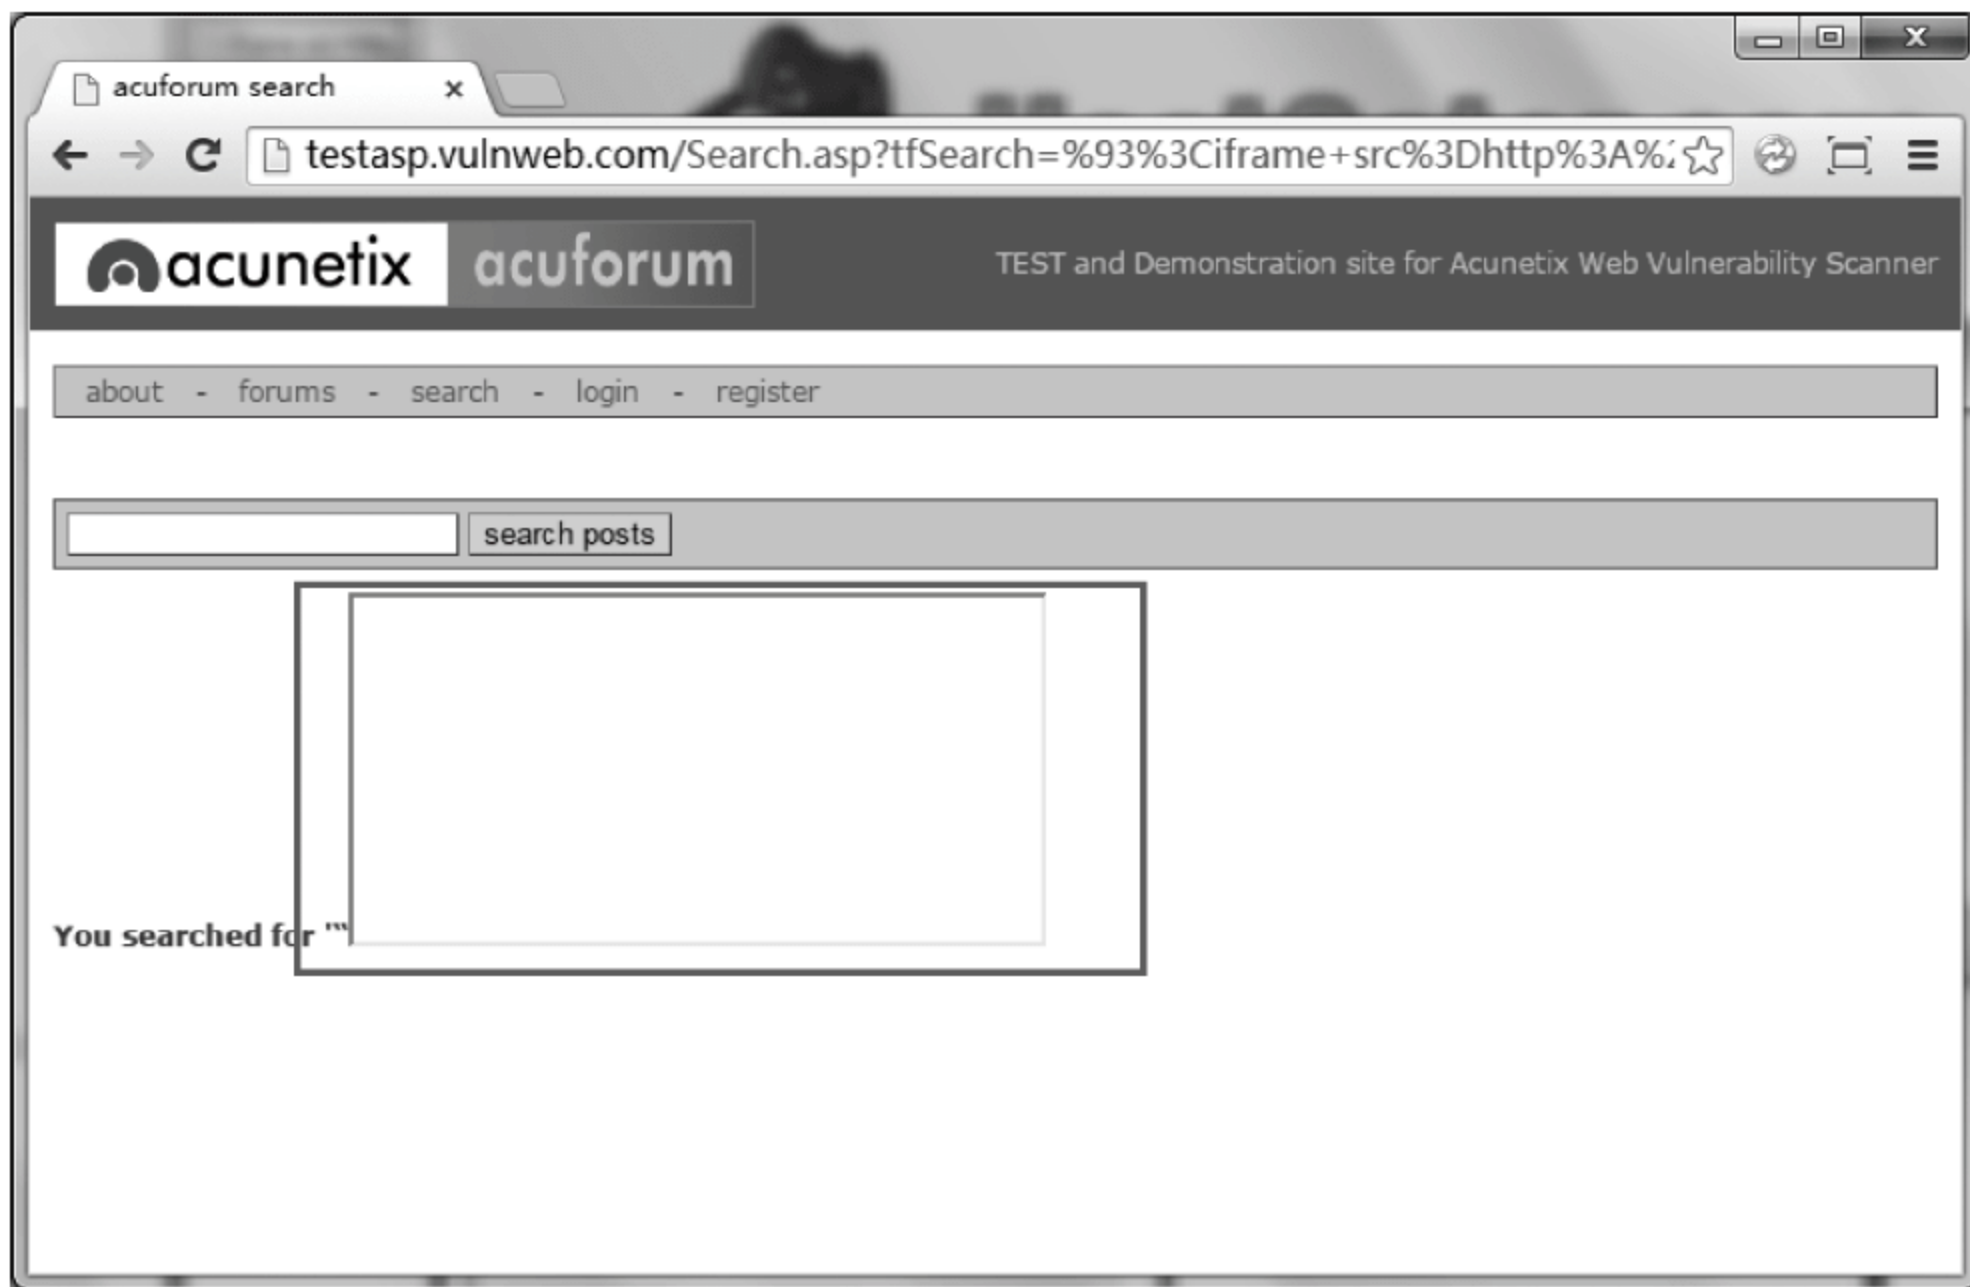 acuforum search
testasp.vulnweb.com/Search.asp?tfSearch=%93%3Ciframe+src%3Dhttp%3A%2
acunetix acuforum
TEST and Demonstration site for Acunetix Web Vulnerability Scanner
about - forums - search - login - register
search posts
You searched for '"